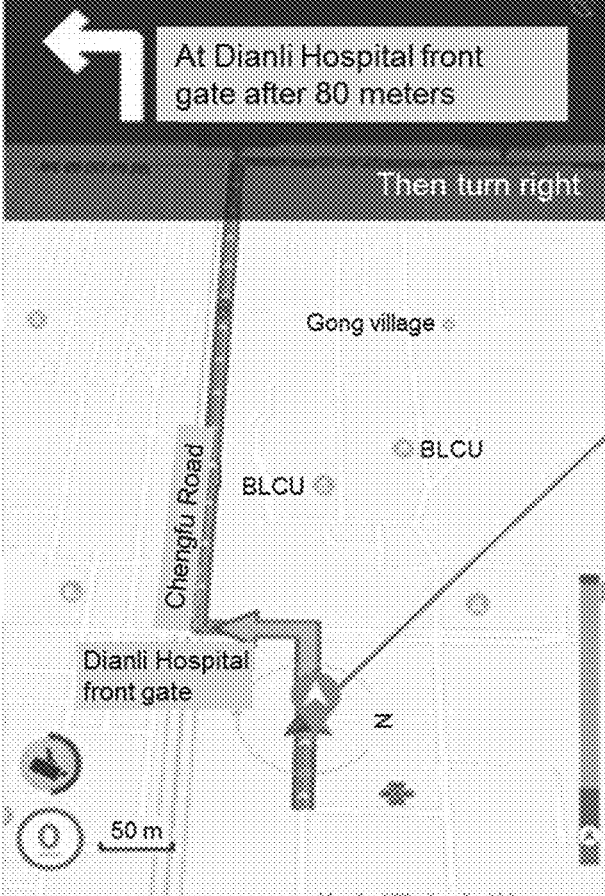 At Dianli Hospital front
gate after 80 meters
Then turn right
Gong village
BLCU
BLCU
Chengfu Road
Dianli Hospital
front gate
N
50 m